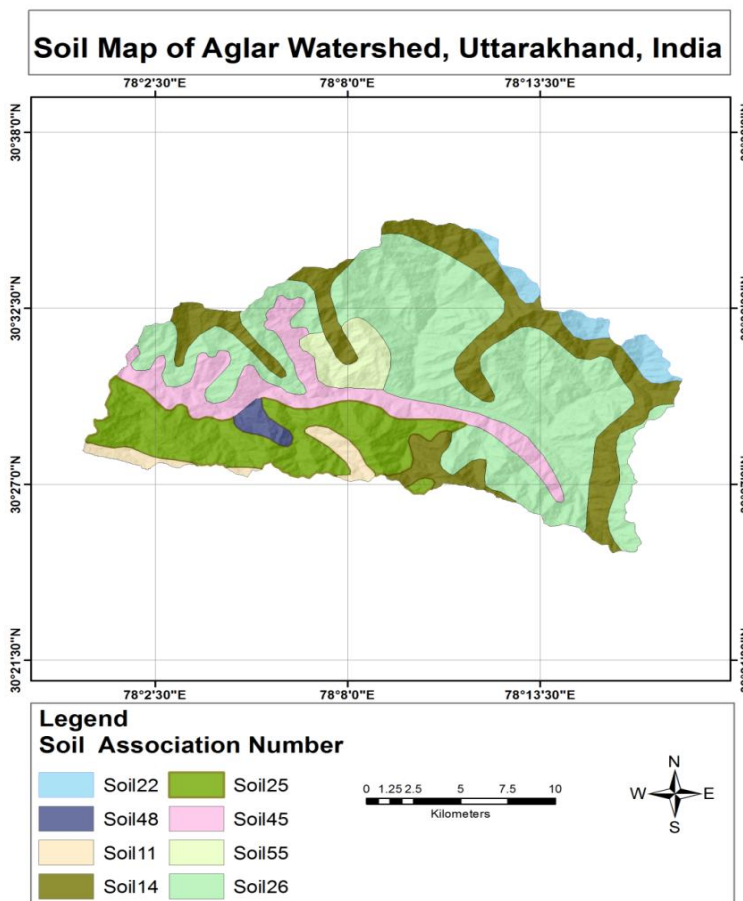 Soil Map of Aglar Watershed, Uttarakhand, India
78°2'30"E 78°8'0"E 78°13'30"E
30°38'0"N
30°32'30"N
30°27'0"N
30°21'30"N
78°2'30"E 78°8'0"E 78°13'30"E
Legend
Soil Association Number
Soil22 Soil25
Soil48 Soil45
Soil11 Soil55
Soil14 Soil26
0 1.25 2.5 5 7.5 10
Kilometers
N
W E
S